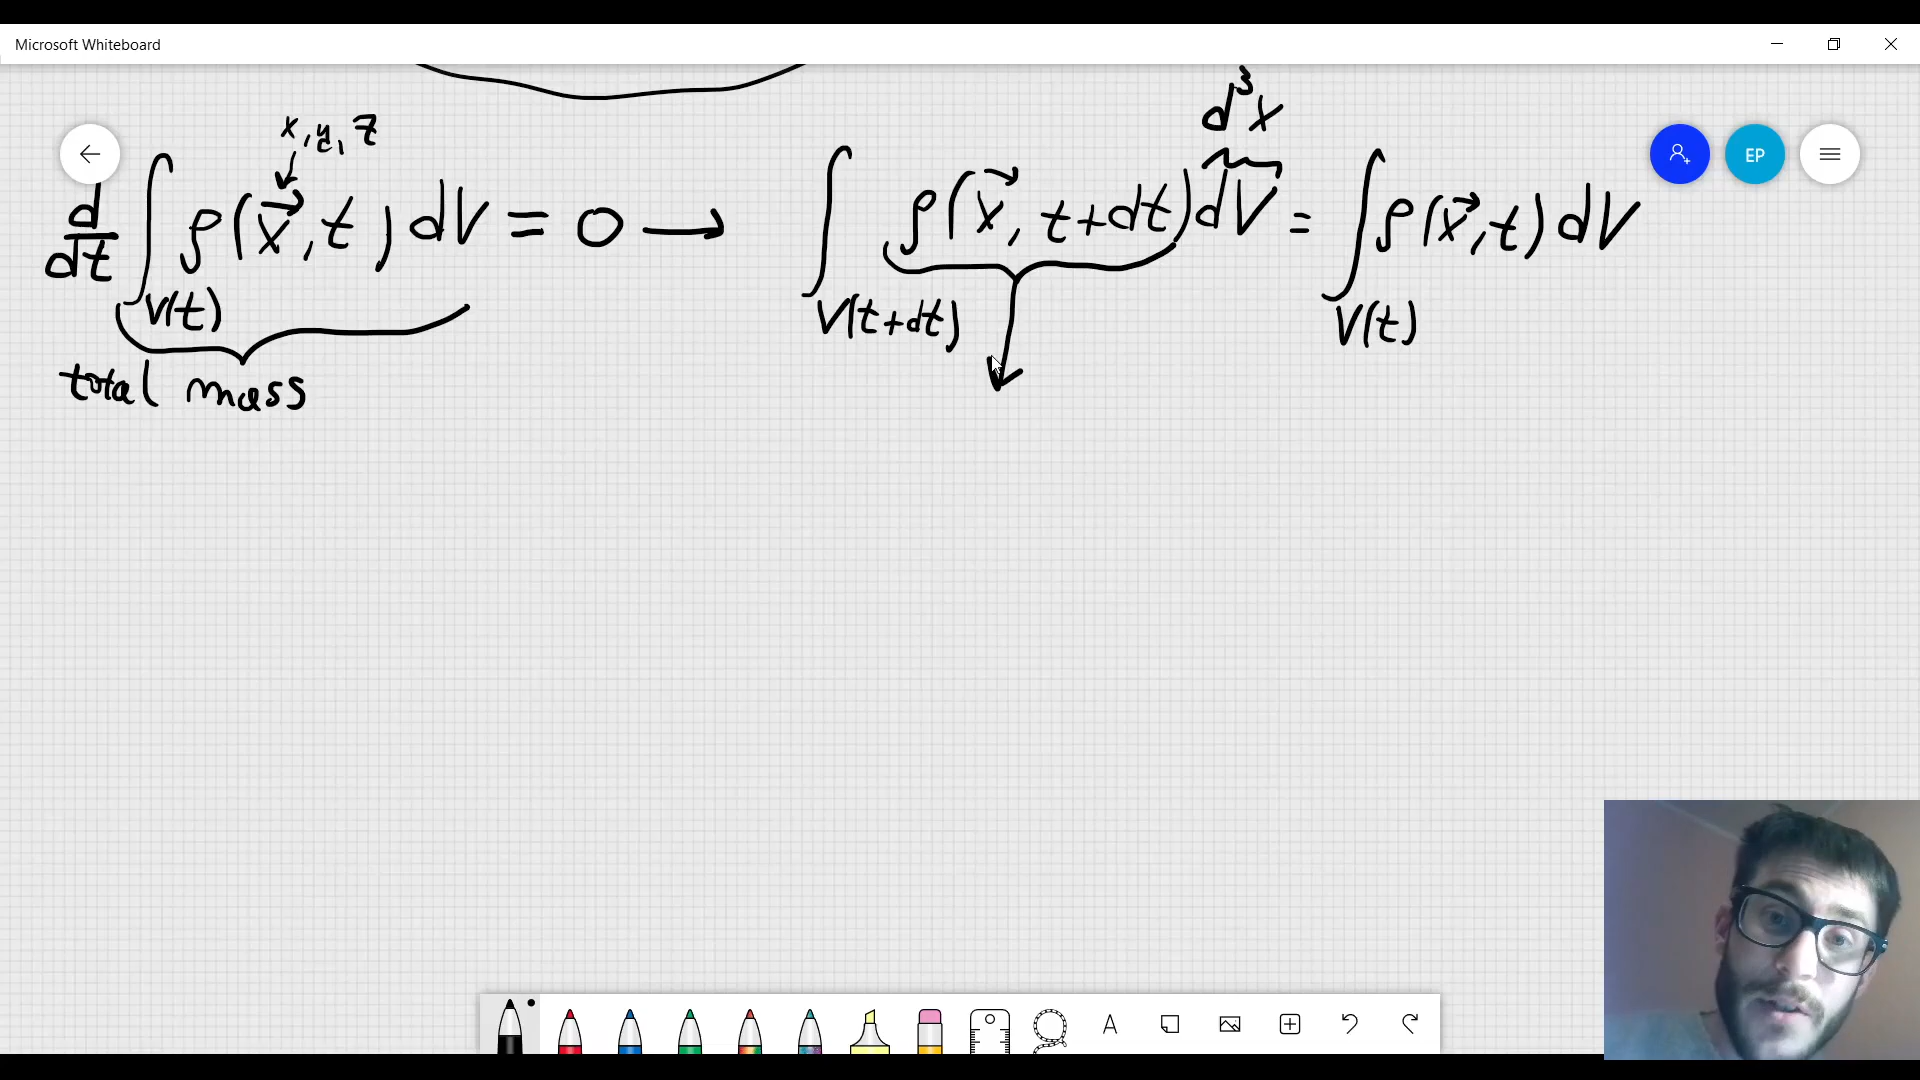 Microsoft Whiteboard
d³x
x, y, z
EP
d/dt ∫ ρ(x⃗, t) dV = 0 → ∫ ρ(x⃗, t+dt) dV = ∫ ρ(x⃗, t) dV
V(t) V(t+dt) V(t)
total mass
A